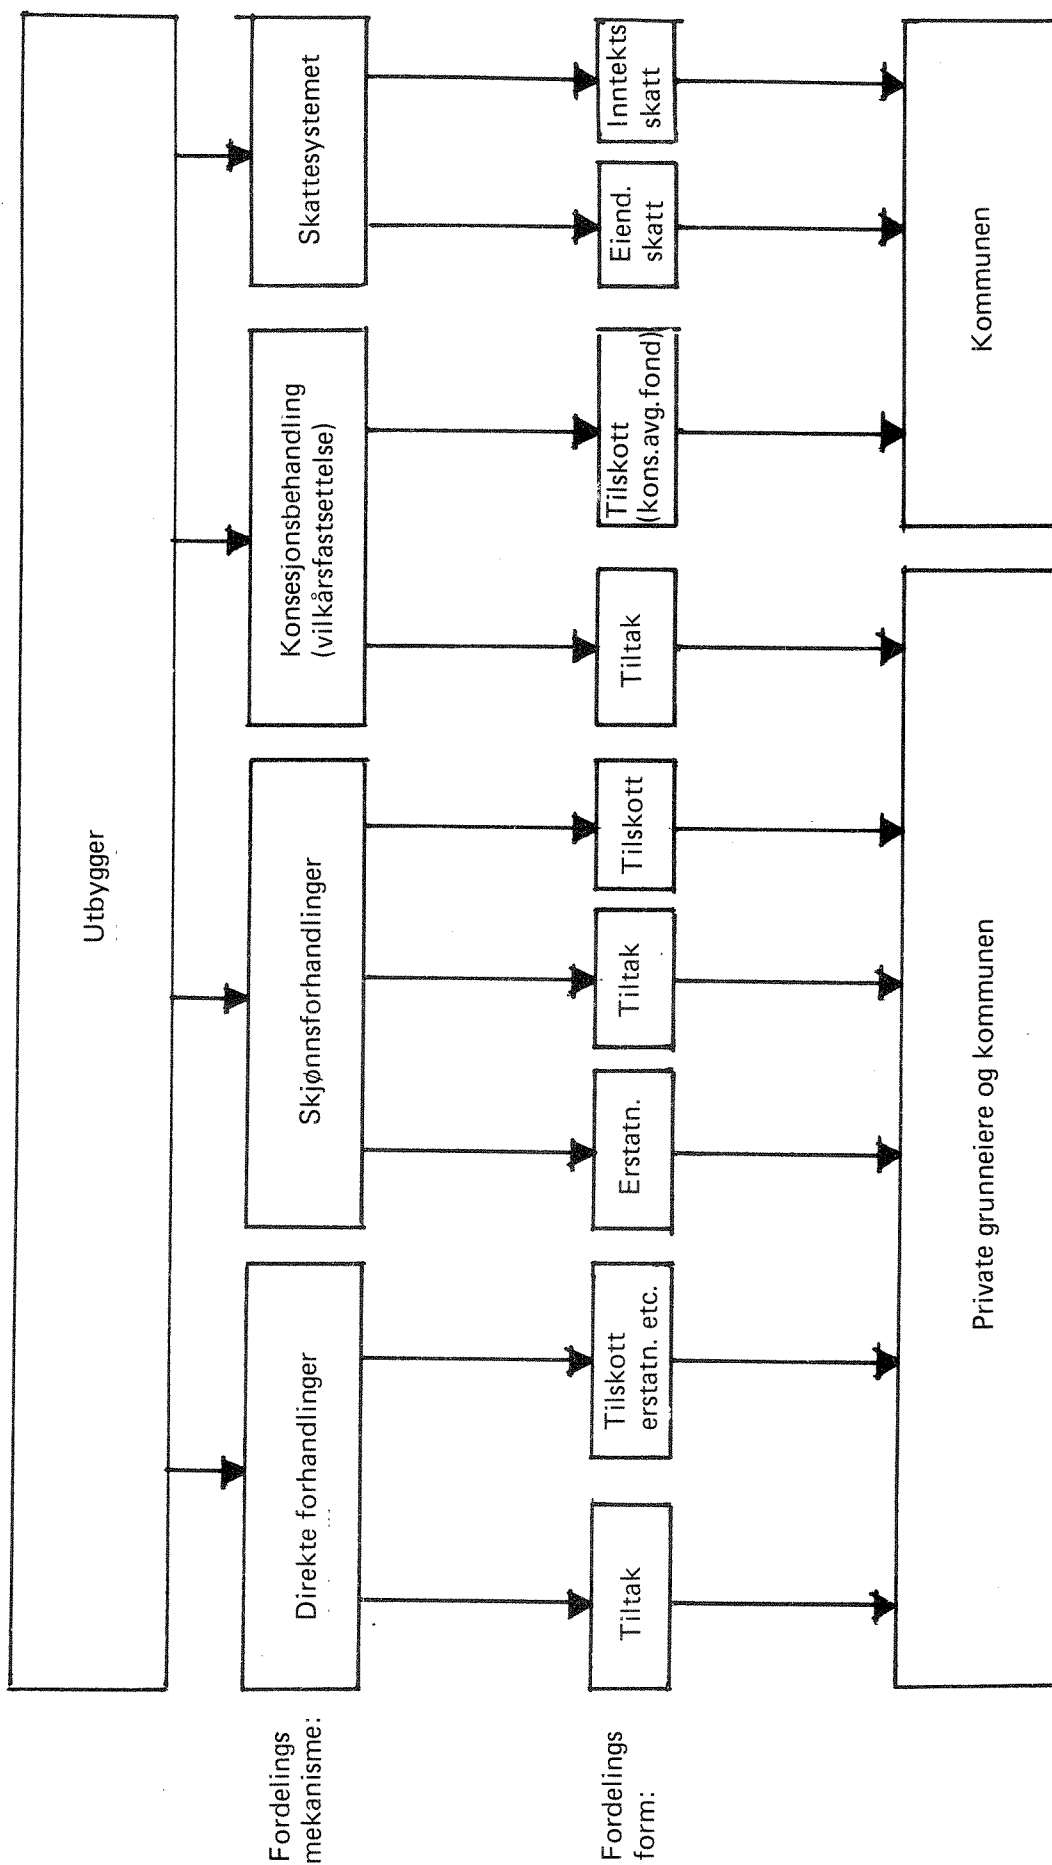 Utbygger
Fordelings
mekanisme:
Direkte forhandlinger
Skjønnsforhandlinger
Konsesjonsbehandling
(vilkårsfastsettelse)
Skattesystemet
Fordelings
form:
Tiltak
Tilskott
erstatn. etc.
Erstatn.
Tiltak
Tilskott
Tiltak
Tilskott
(kons.avg.fond)
Eiend.
skatt
Inntekts
skatt
Private grunneiere og kommunen
Kommunen